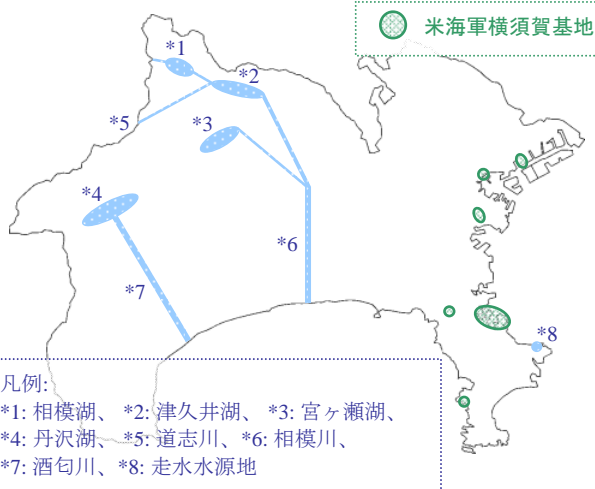 米海軍横須賀基地
*1
*2
*5
*3
*4
*6
*7
*8
凡例:
*1: 相模湖、 *2: 津久井湖、 *3: 宮ヶ瀬湖、
*4: 丹沢湖、 *5: 道志川、*6: 相模川、
*7: 酒匂川、*8: 走水水源地